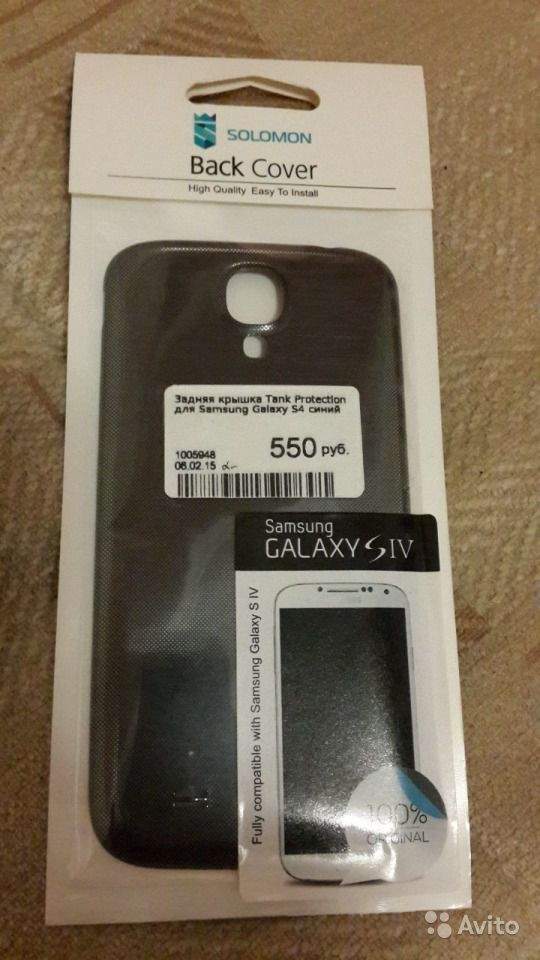 SOLOMON
Back Cover
High Quality Easy To Install
Задняя крышка Tank Protection
для Samsung Galaxy S4 синий
550 руб.
1005948
06.02.15
Samsung
GALAXY S IV
Fully compatible with Samsung Galaxy S IV
100%
ORIGINAL
Avito